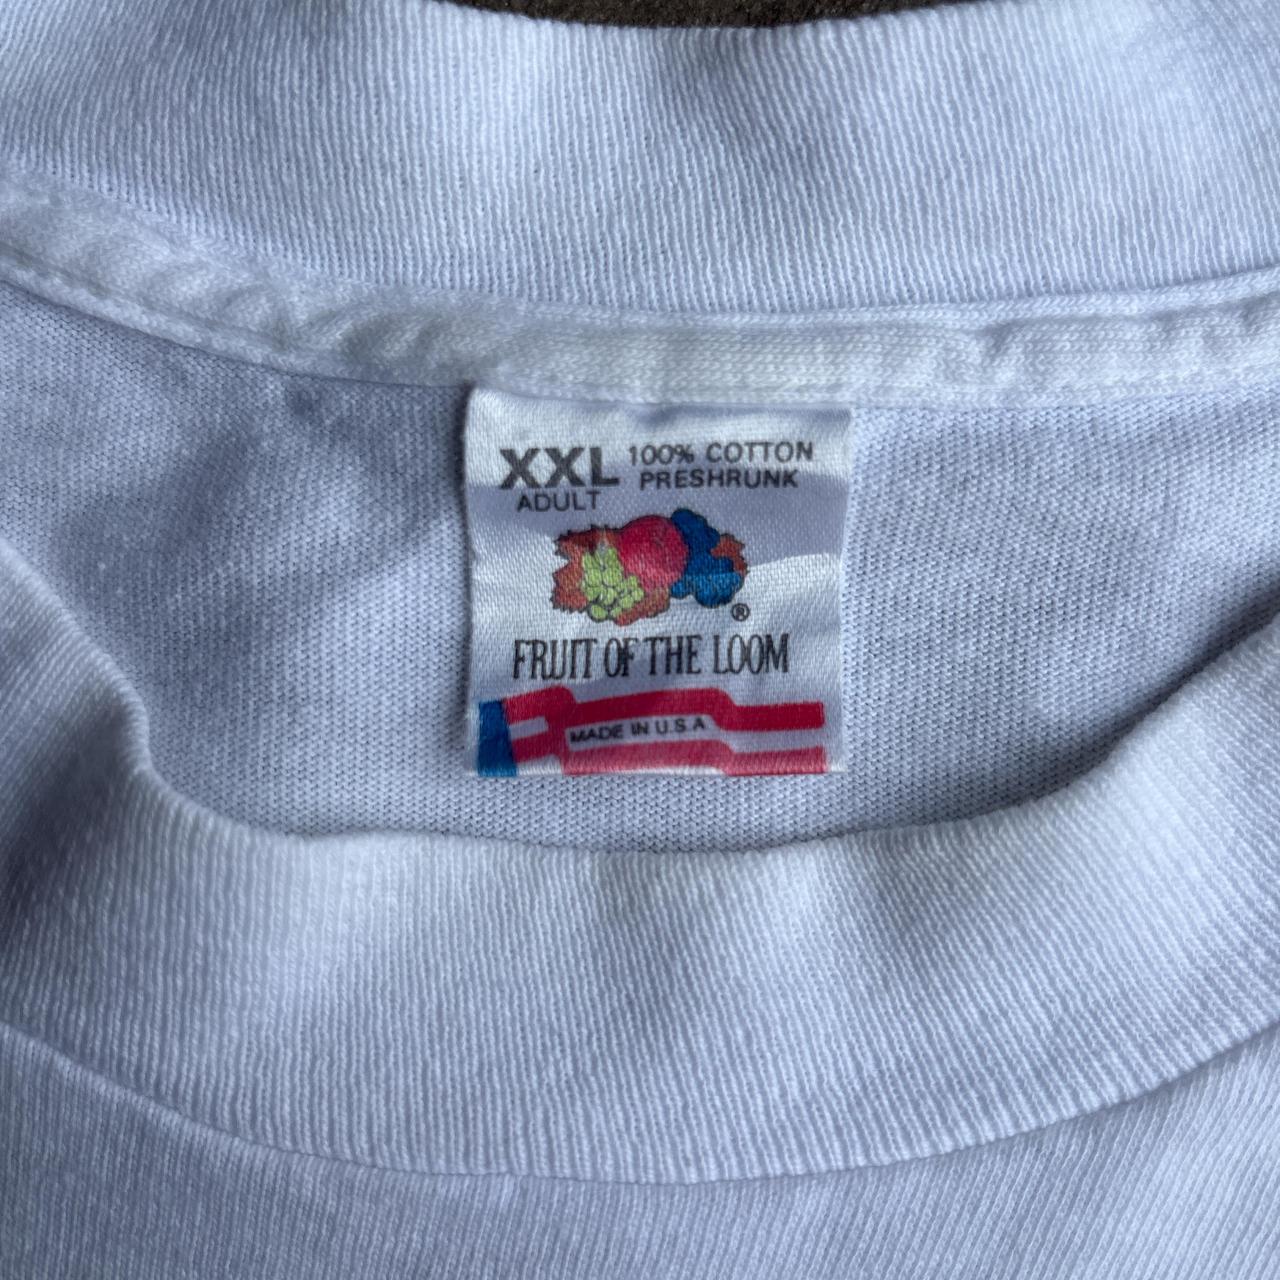 XXL 100% COTTON
ADULT PRESHRUNK
®
FRUIT OF THE LOOM
MADE IN U.S.A